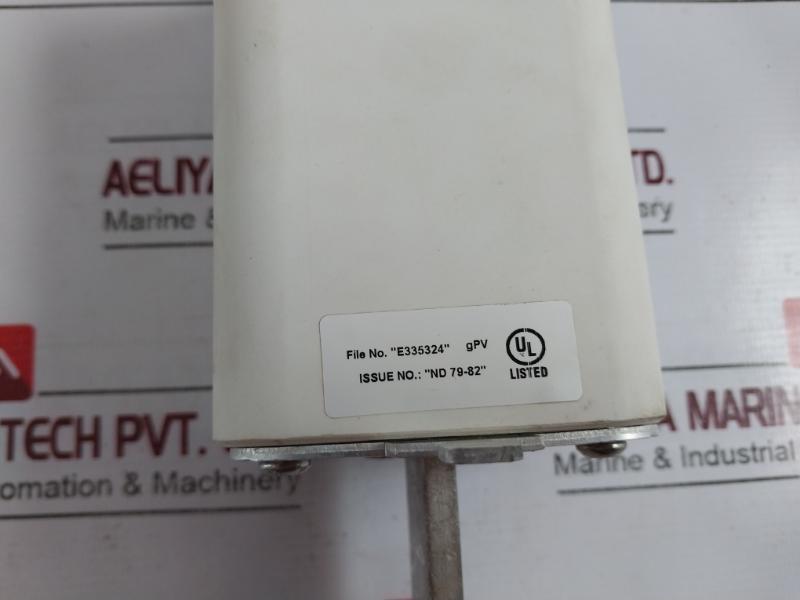 AELIYA
TD.
Marine &
ery
File No. "E335324" gPV
UL
ISSUE NO.: "ND 79-82"
LISTED
A
TECH PVT.
A MARIN
omation & Machinery
Marine & Industrial